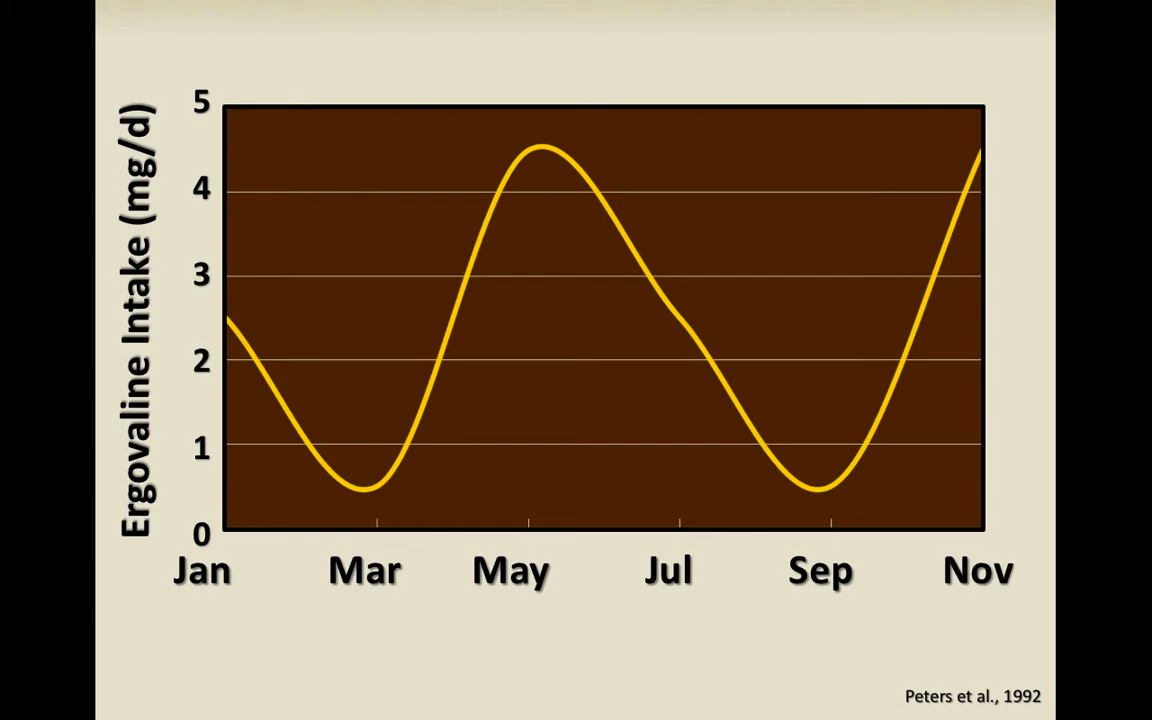 Ergovaline Intake (mg/d)
5
4
3
2
1
0
Jan Mar May Jul Sep Nov
Peters et al., 1992